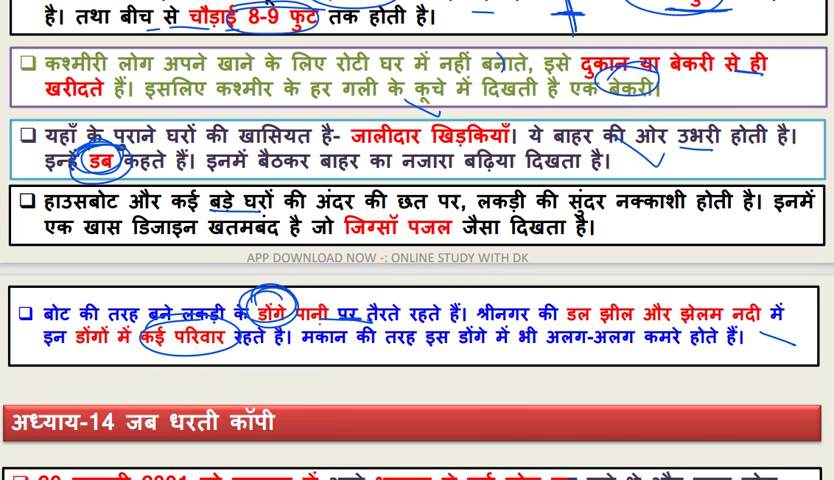 है। तथा बीच से चौड़ाई 8-9 फुट तक होती है।
❑ कश्मीरी लोग अपने खाने के लिए रोटी घर में नहीं बनाते, इसे दुकान या बेकरी से ही
खरीदते हैं। इसलिए कश्मीर के हर गली के कूचे में दिखती है एक बेकरी।
❑ यहाँ के पुराने घरों की खासियत है- जालीदार खिड़कियाँ। ये बाहर की ओर उभरी होती है।
इन्हें डब कहते हैं। इनमें बैठकर बाहर का नजारा बढ़िया दिखता है।
❑ हाउसबोट और कई बड़े घरों की अंदर की छत पर, लकड़ी की सुंदर नक्काशी होती है। इनमें
एक खास डिजाइन खतमबंद है जो जिग्सॉ पजल जैसा दिखता है।
APP DOWNLOAD NOW -: ONLINE STUDY WITH DK
❑ बोट की तरह बने लकड़ी के डोंगे पानी पर तैरते रहते हैं। श्रीनगर की डल झील और झेलम नदी में
इन डोंगों में कई परिवार रहते है। मकान की तरह इस डोंगे में भी अलग-अलग कमरे होते हैं।
अध्याय-14 जब धरती कॉपी